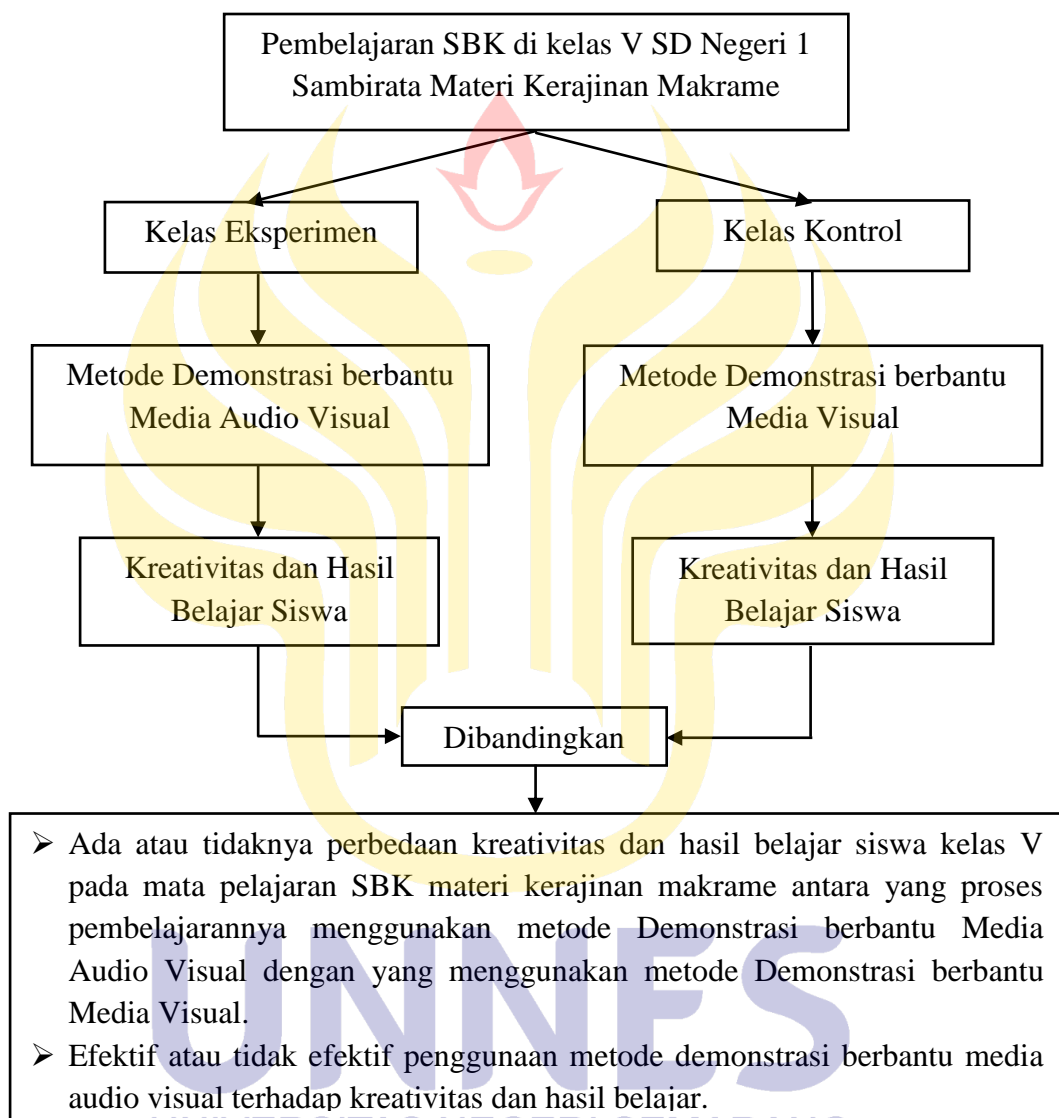 Pembelajaran SBK di kelas V SD Negeri 1
Sambirata Materi Kerajinan Makrame
Kelas Eksperimen
Kelas Kontrol
Metode Demonstrasi berbantu
Media Audio Visual
Metode Demonstrasi berbantu
Media Visual
Kreativitas dan Hasil
Belajar Siswa
Kreativitas dan Hasil
Belajar Siswa
Dibandingkan
➢ Ada atau tidaknya perbedaan kreativitas dan hasil belajar siswa kelas V
pada mata pelajaran SBK materi kerajinan makrame antara yang proses
pembelajarannya menggunakan metode Demonstrasi berbantu Media
Audio Visual dengan yang menggunakan metode Demonstrasi berbantu
Media Visual.
➢ Efektif atau tidak efektif penggunaan metode demonstrasi berbantu media
audio visual terhadap kreativitas dan hasil belajar.
UNNES
UNIVERSITAS NEGERI SEMARANG